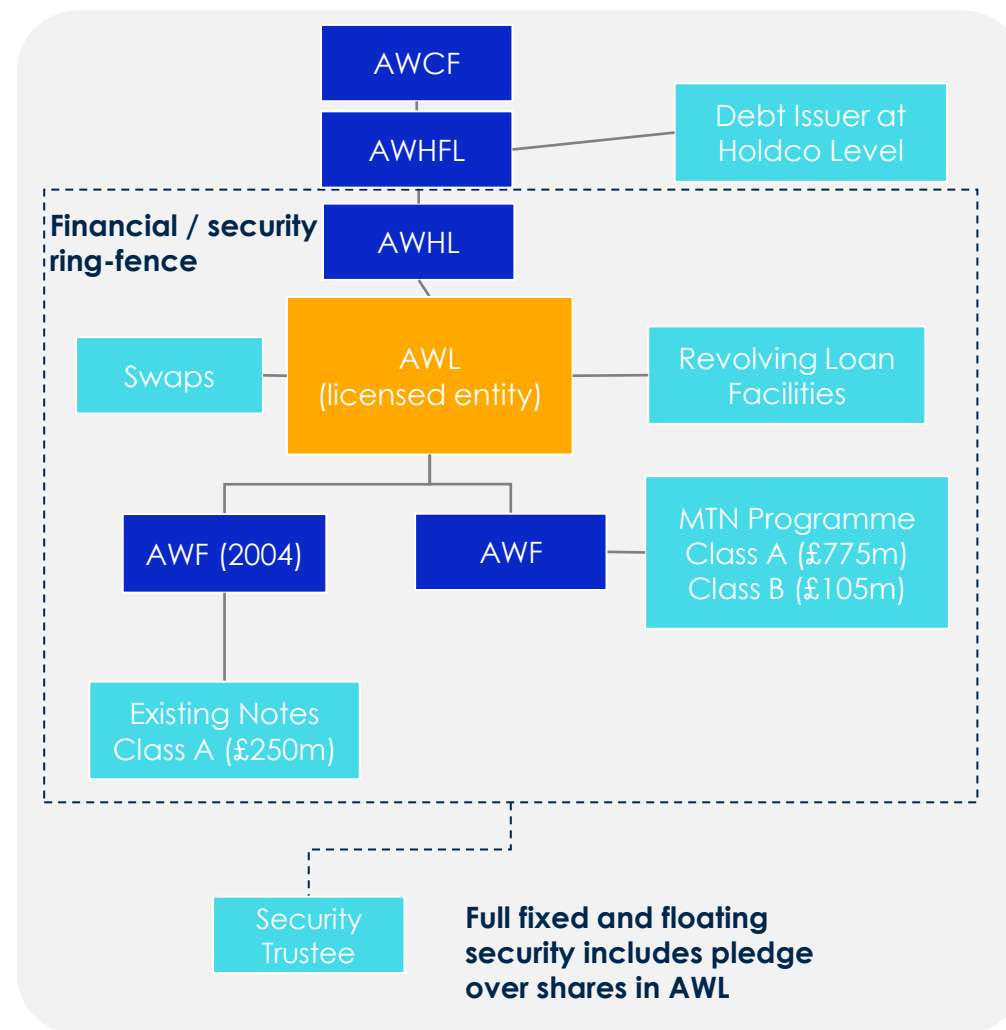 AWCF
AWHFL
Debt Issuer at
Holdco Level
Financial / security
ring-fence
AWHL
Swaps
AWL
(licensed entity)
Revolving Loan
Facilities
AWF (2004)
AWF
MTN Programme
Class A (£775m)
Class B (£105m)
Existing Notes
Class A (£250m)
Security
Trustee
Full fixed and floating
security includes pledge
over shares in AWL